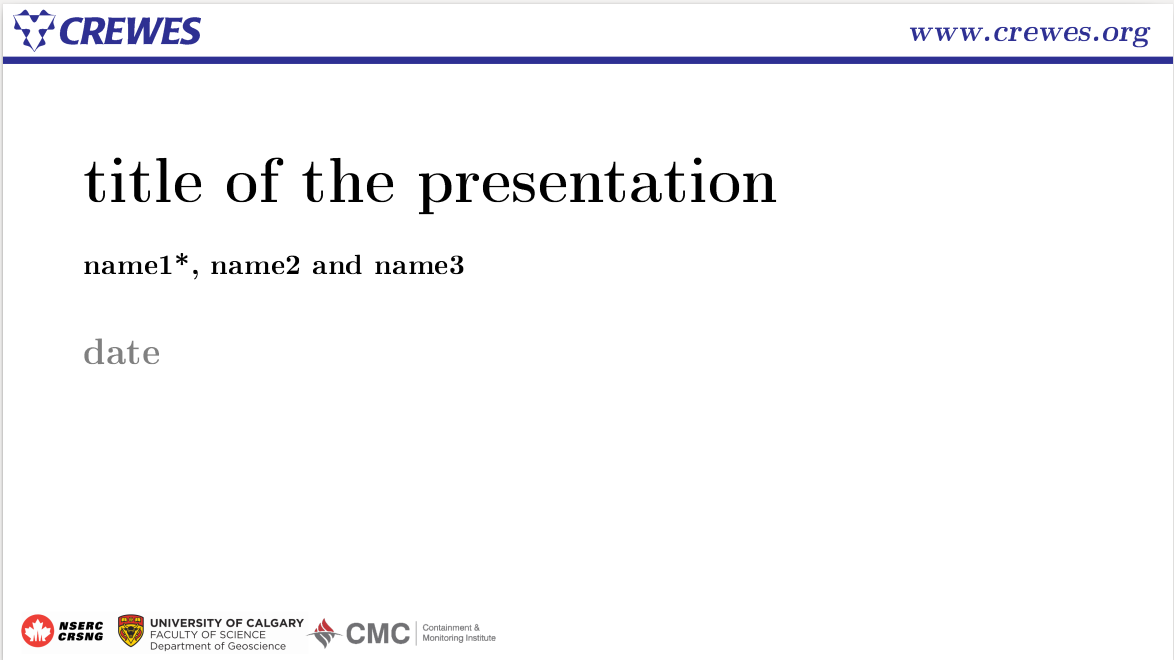 CREWES
www.crewes.org
title of the presentation
name1*, name2 and name3
date
NSERC
CRSNG
UNIVERSITY OF CALGARY
FACULTY OF SCIENCE
Department of Geoscience
CMC
Containment &
Monitoring Institute